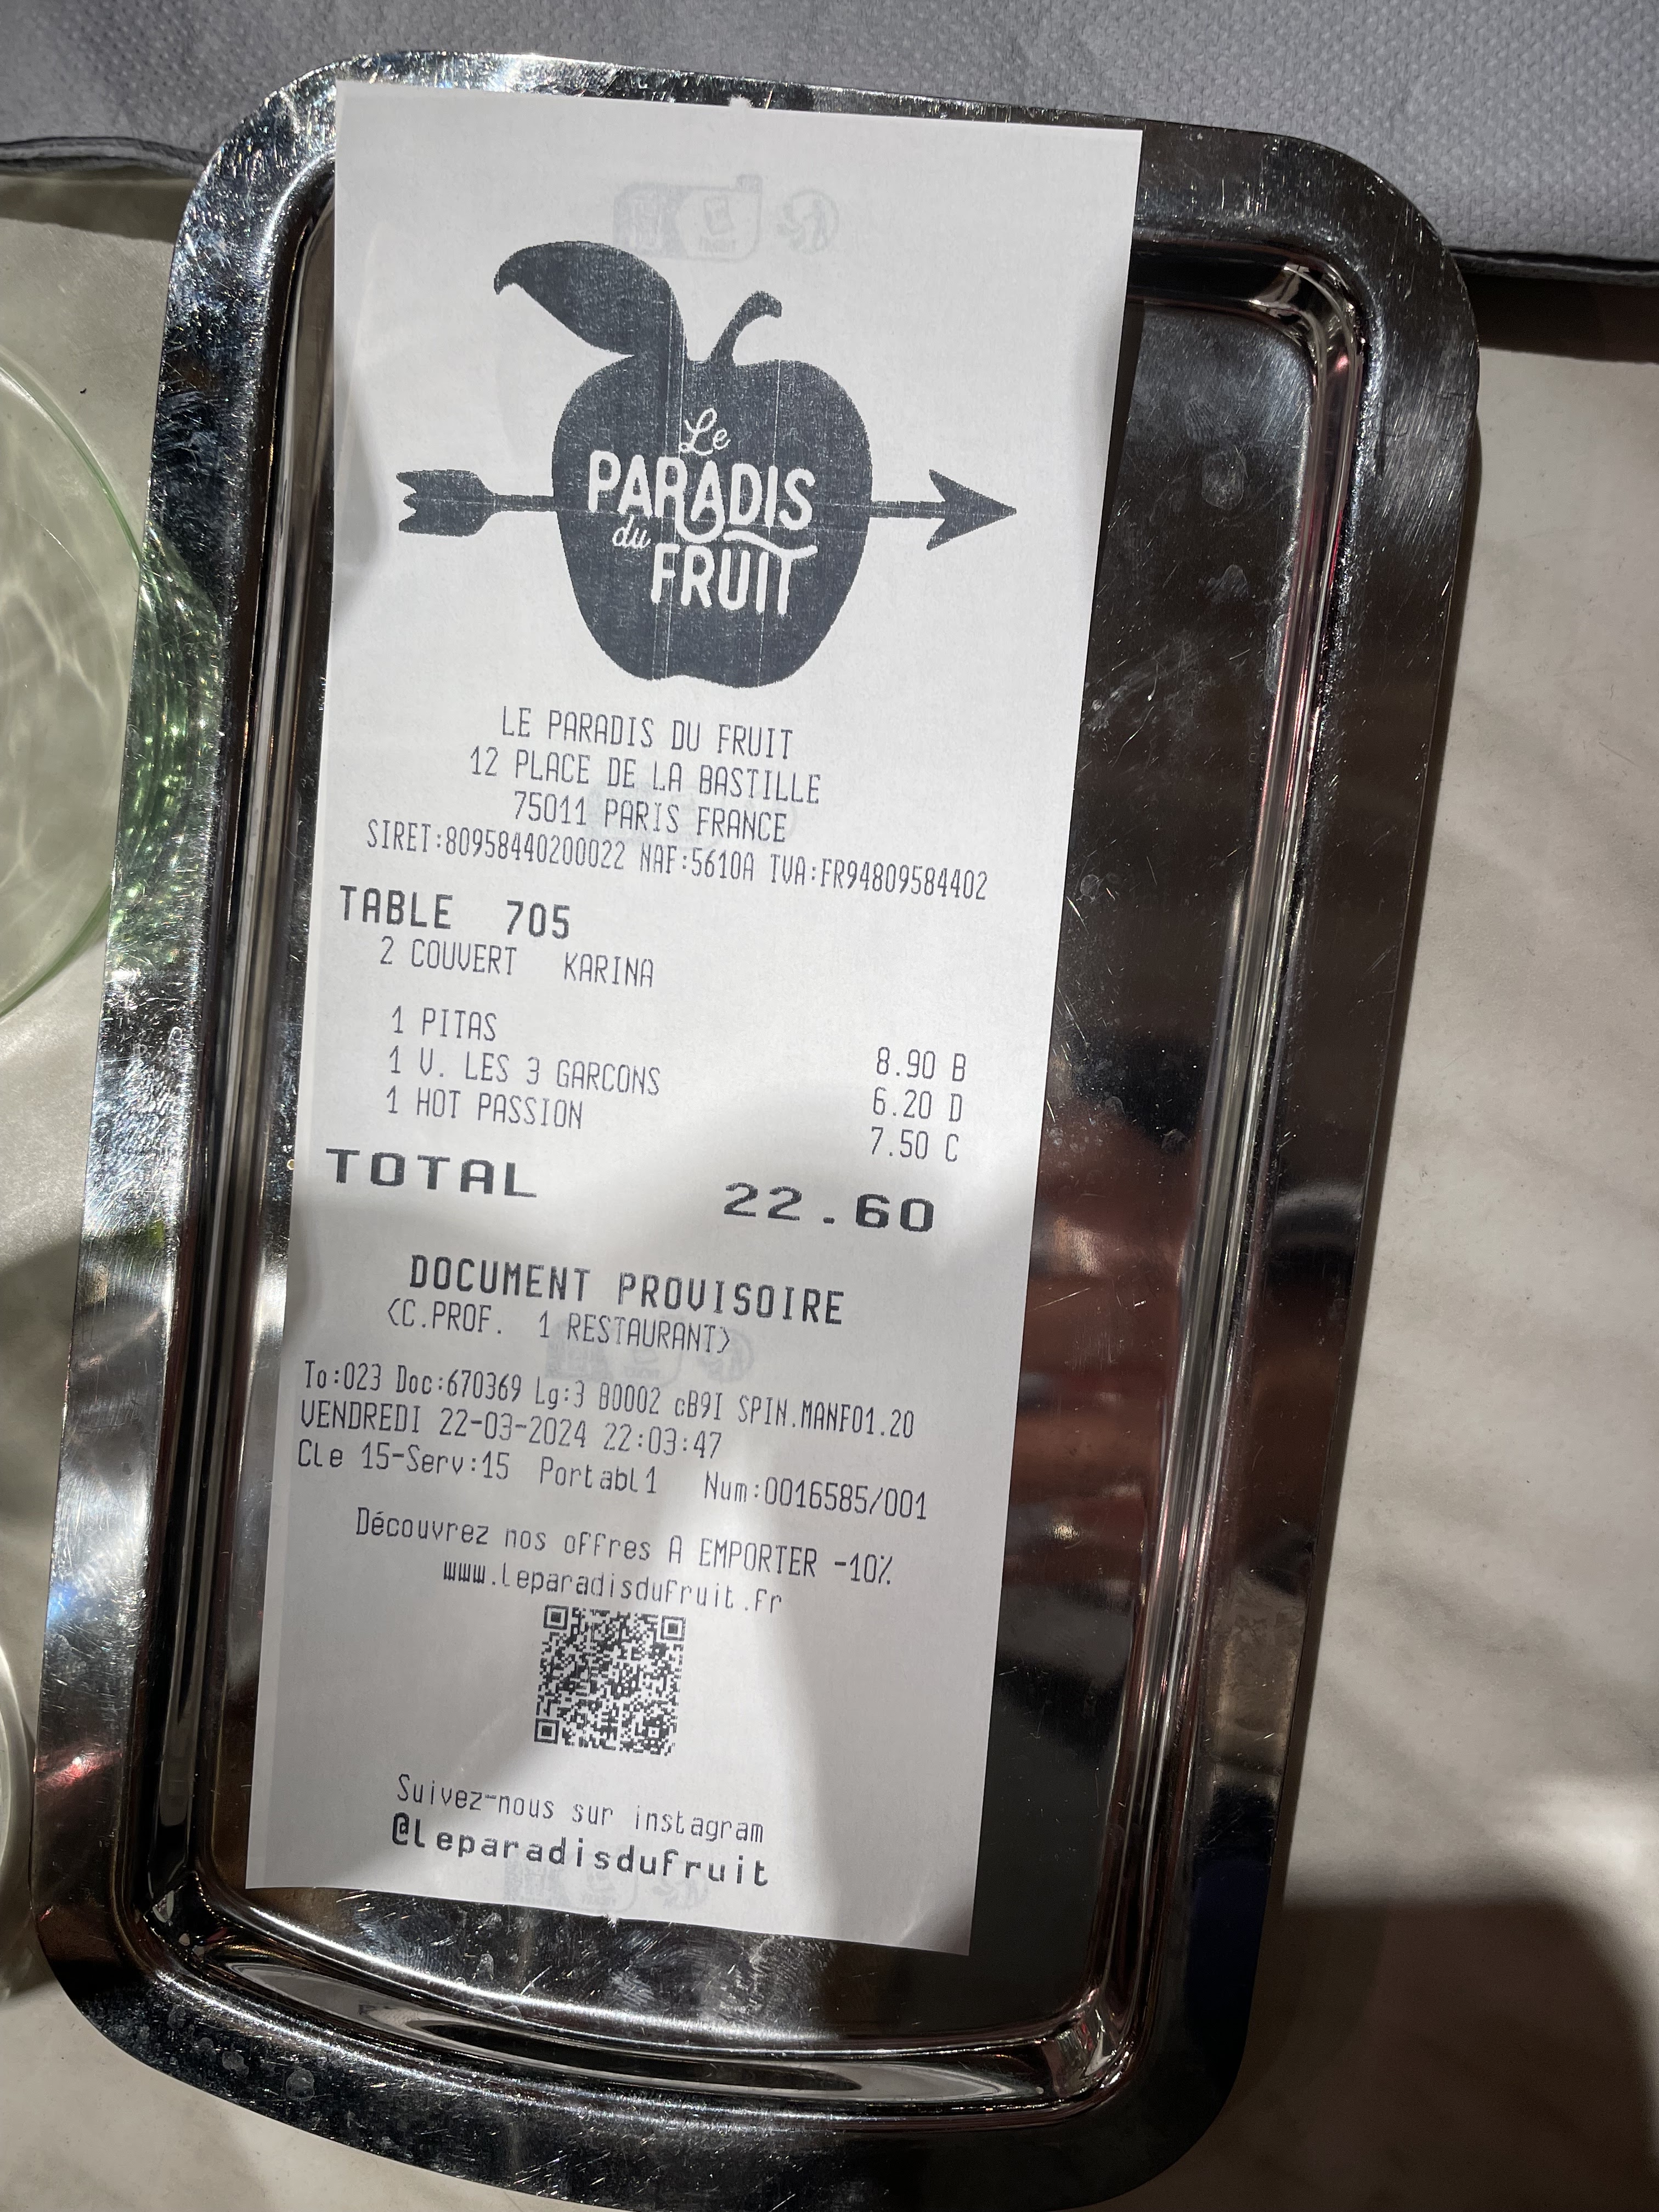 Le
PARADIS
du
FRUIT
LE PARADIS DU FRUIT
12 PLACE DE LA BASTILLE
75011 PARIS FRANCE
SIRET:80958440200022 NAF:5610A TVA:FR94809584402
TABLE 705
2 COUVERT KARINA
1 PITAS 8.90 B
1 V. LES 3 GARCONS 6.20 D
1 HOT PASSION 7.50 C
TOTAL 22.60
DOCUMENT PROVISOIRE
<C.PROF. 1 RESTAURANT>
To:023 Doc:670369 Lg:3 B0002 cB9I SPIN.MANF01.20
VENDREDI 22-03-2024 22:03:47
Cle 15-Serv:15 Portabl1 Num:0016585/001
Découvrez nos offres A EMPORTER -10%
www.leparadisdufruit.fr
Suivez-nous sur instagram
@leparadisdufruit